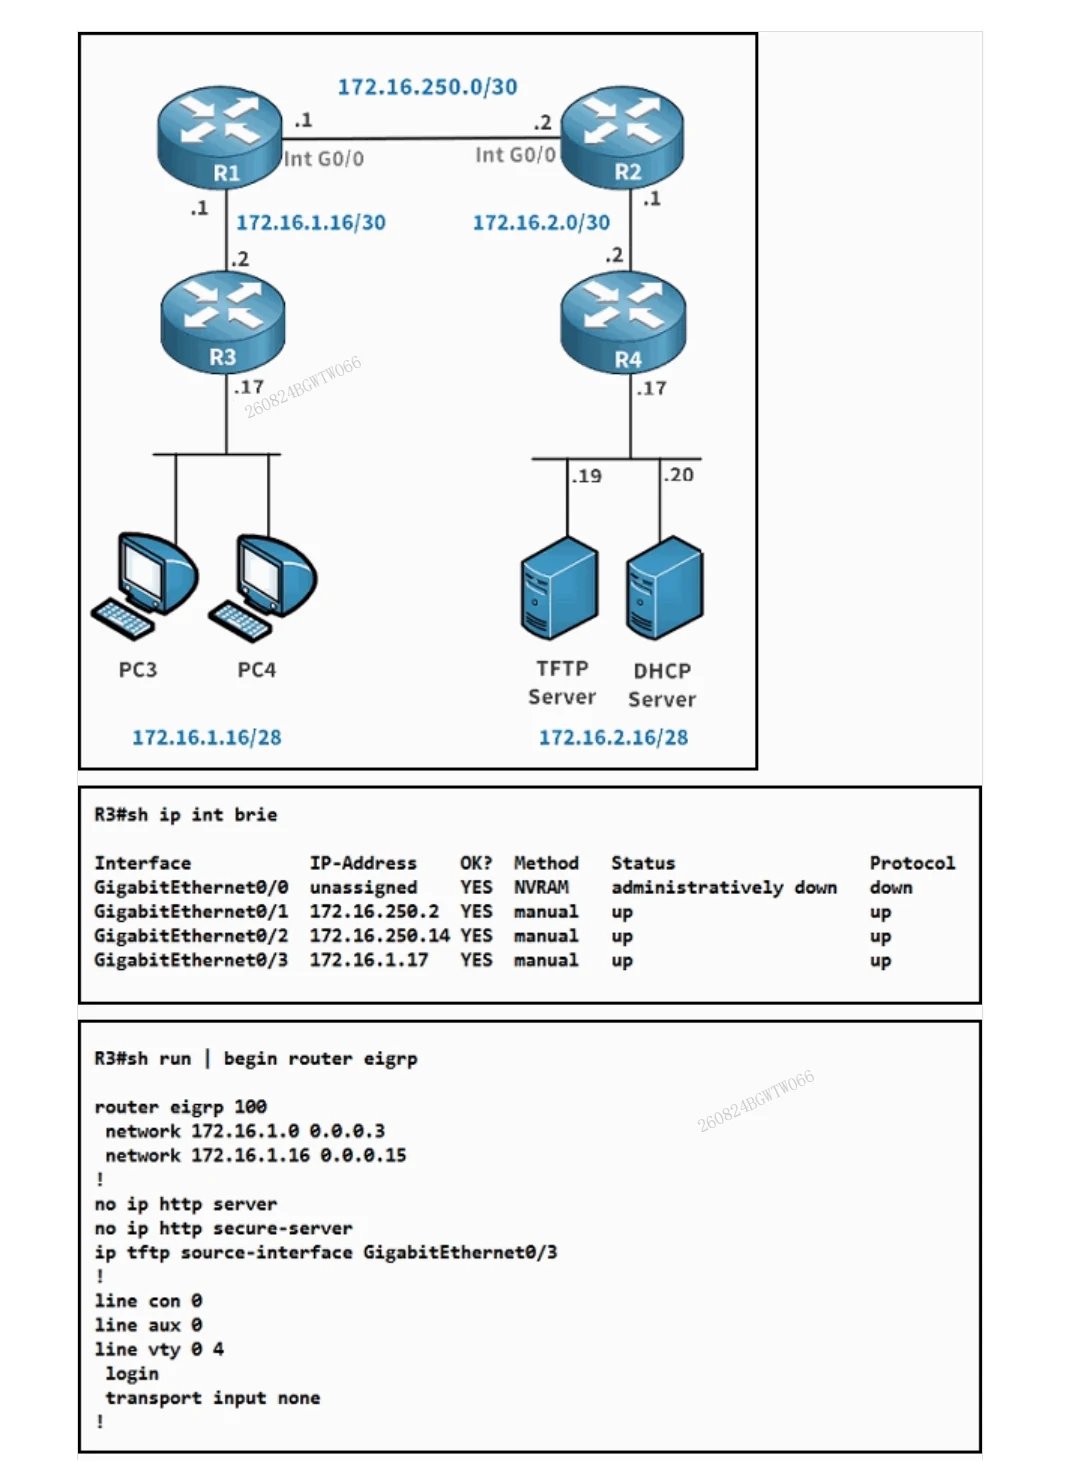 172.16.250.0/30
.1
.2
Int G0/0
Int G0/0
R1
R2
.1
.1
172.16.1.16/30
172.16.2.0/30
.2
.2
R3
R4
.17
.17
260824BGWTW066
.19
.20
PC3
PC4
TFTP
Server
DHCP
Server
172.16.1.16/28
172.16.2.16/28
R3#sh ip int brie
Interface IP-Address OK? Method Status Protocol
GigabitEthernet0/0 unassigned YES NVRAM administratively down down
GigabitEthernet0/1 172.16.250.2 YES manual up up
GigabitEthernet0/2 172.16.250.14 YES manual up up
GigabitEthernet0/3 172.16.1.17 YES manual up up
R3#sh run | begin router eigrp
260824BGWTW066
router eigrp 100
network 172.16.1.0 0.0.0.3
network 172.16.1.16 0.0.0.15
!
no ip http server
no ip http secure-server
ip tftp source-interface GigabitEthernet0/3
!
line con 0
line aux 0
line vty 0 4
login
transport input none
!